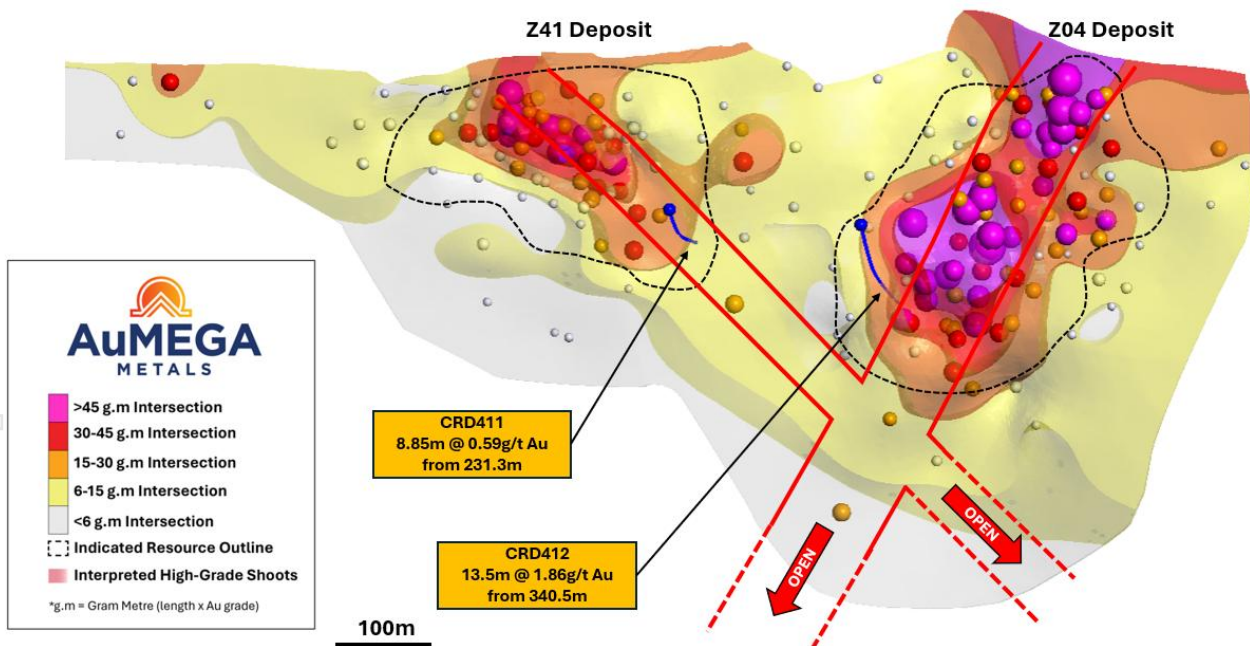 Z41 Deposit
Z04 Deposit
AuMEGA
METALS
>45 g.m Intersection
30-45 g.m Intersection
15-30 g.m Intersection
6-15 g.m Intersection
<6 g.m Intersection
Indicated Resource Outline
Interpreted High-Grade Shoots
*g.m = Gram Metre (length x Au grade)
CRD411
8.85m @ 0.59g/t Au
from 231.3m
CRD412
13.5m @ 1.86g/t Au
from 340.5m
OPEN
OPEN
100m